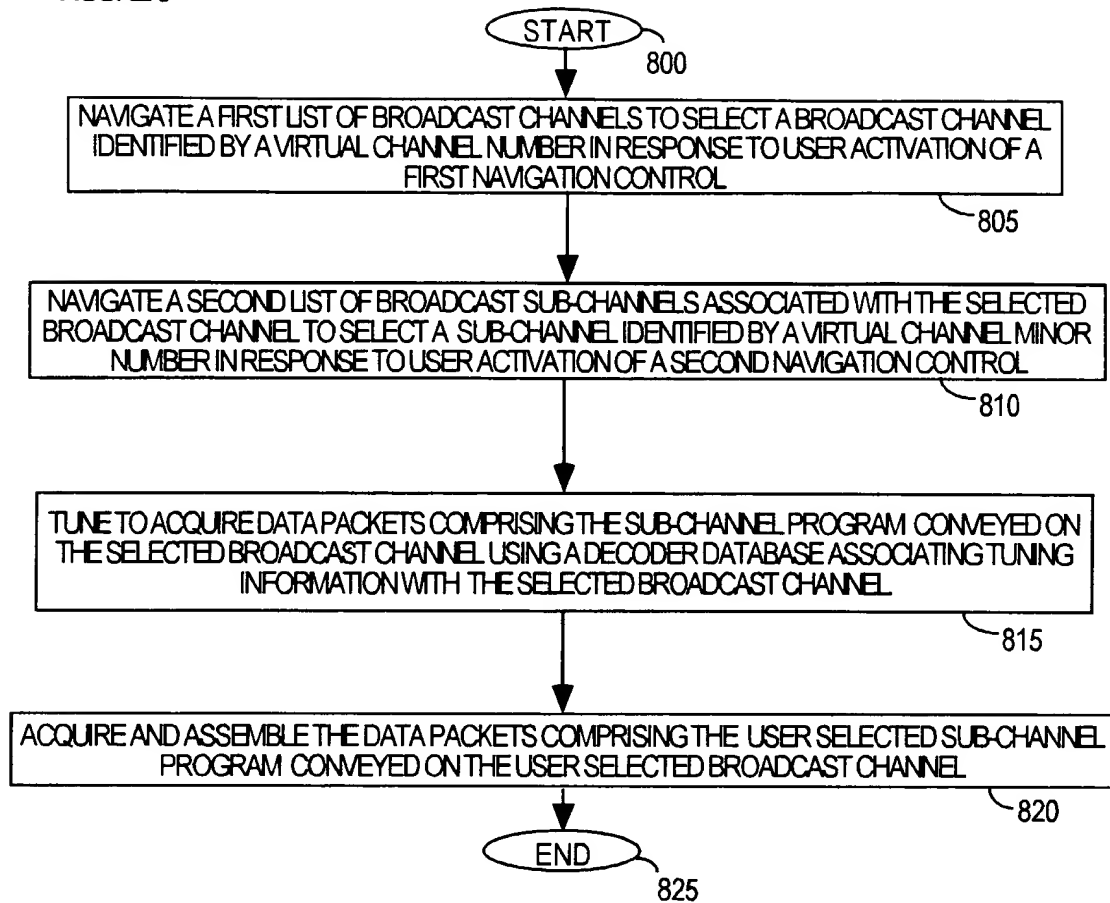 START
800
NAVIGATE A FIRST LIST OF BROADCAST CHANNELS TO SELECT A BROADCAST CHANNEL
IDENTIFIED BY A VIRTUAL CHANNEL NUMBER IN RESPONSE TO USER ACTIVATION OF A
FIRST NAVIGATION CONTROL
805
NAVIGATE A SECOND LIST OF BROADCAST SUB-CHANNELS ASSOCIATED WITH THE SELECTED
BROADCAST CHANNEL TO SELECT A SUB-CHANNEL IDENTIFIED BY A VIRTUAL CHANNEL MINOR
NUMBER IN RESPONSE TO USER ACTIVATION OF A SECOND NAVIGATION CONTROL
810
TUNE TO ACQUIRE DATA PACKETS COMPRISING THE SUB-CHANNEL PROGRAM CONVEYED ON
THE SELECTED BROADCAST CHANNEL USING A DECODER DATABASE ASSOCIATING TUNING
INFORMATION WITH THE SELECTED BROADCAST CHANNEL
815
ACQUIRE AND ASSEMBLE THE DATA PACKETS COMPRISING THE USER SELECTED SUB-CHANNEL
PROGRAM CONVEYED ON THE USER SELECTED BROADCAST CHANNEL
820
END
825